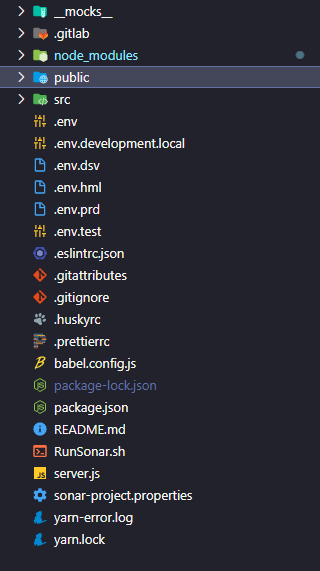 __mocks__
.gitlab
node_modules
public
src
.env
.env.development.local
.env.dsv
.env.hml
.env.prd
.env.test
.eslintrc.json
.gitattributes
.gitignore
.huskyrc
.prettierrc
babel.config.js
package-lock.json
package.json
README.md
RunSonar.sh
server.js
sonar-project.properties
yarn-error.log
yarn.lock